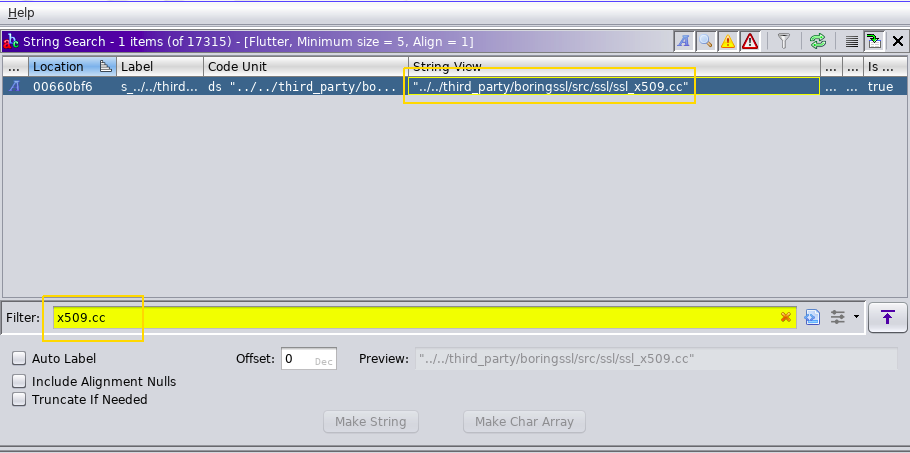 Help
String Search - 1 items (of 17315) - [Flutter, Minimum size = 5, Align = 1]
... Location Label Code Unit String View ... ... Is ...
00660bf6 s_../../third... ds "../../third_party/bo... "../../third_party/boringssl/src/ssl/ssl_x509.cc" ... ... true
Filter: x509.cc
Auto Label Offset: 0 Dec Preview: "../../third_party/boringssl/src/ssl/ssl_x509.cc"
Include Alignment Nulls
Truncate If Needed
Make String Make Char Array